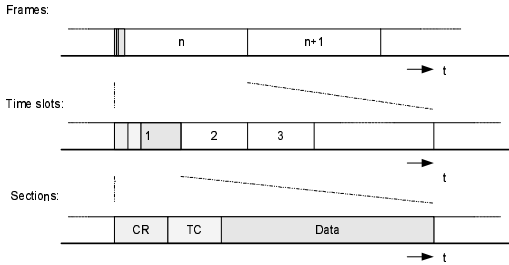 Frames:
n n+1
t
Time slots:
1 2 3
t
Sections:
CR TC Data
t